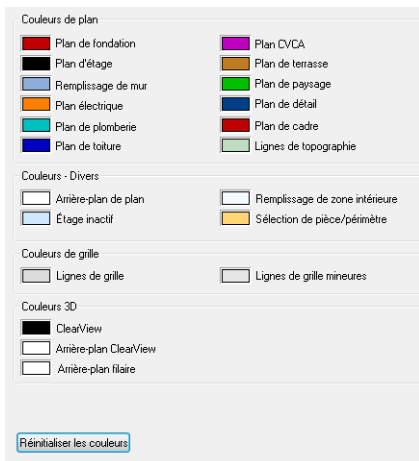 Couleurs de plan
Plan de fondation
Plan CVCA
Plan d'étage
Plan de terrasse
Remplissage de mur
Plan de paysage
Plan électrique
Plan de détail
Plan de plomberie
Plan de cadre
Plan de toiture
Lignes de topographie
Couleurs - Divers
Arrière-plan de plan
Remplissage de zone intérieure
Étage inactif
Sélection de pièce/périmètre
Couleurs de grille
Lignes de grille
Lignes de grille mineures
Couleurs 3D
ClearView
Arrière-plan ClearView
Arrière-plan filaire
Réinitialiser les couleurs